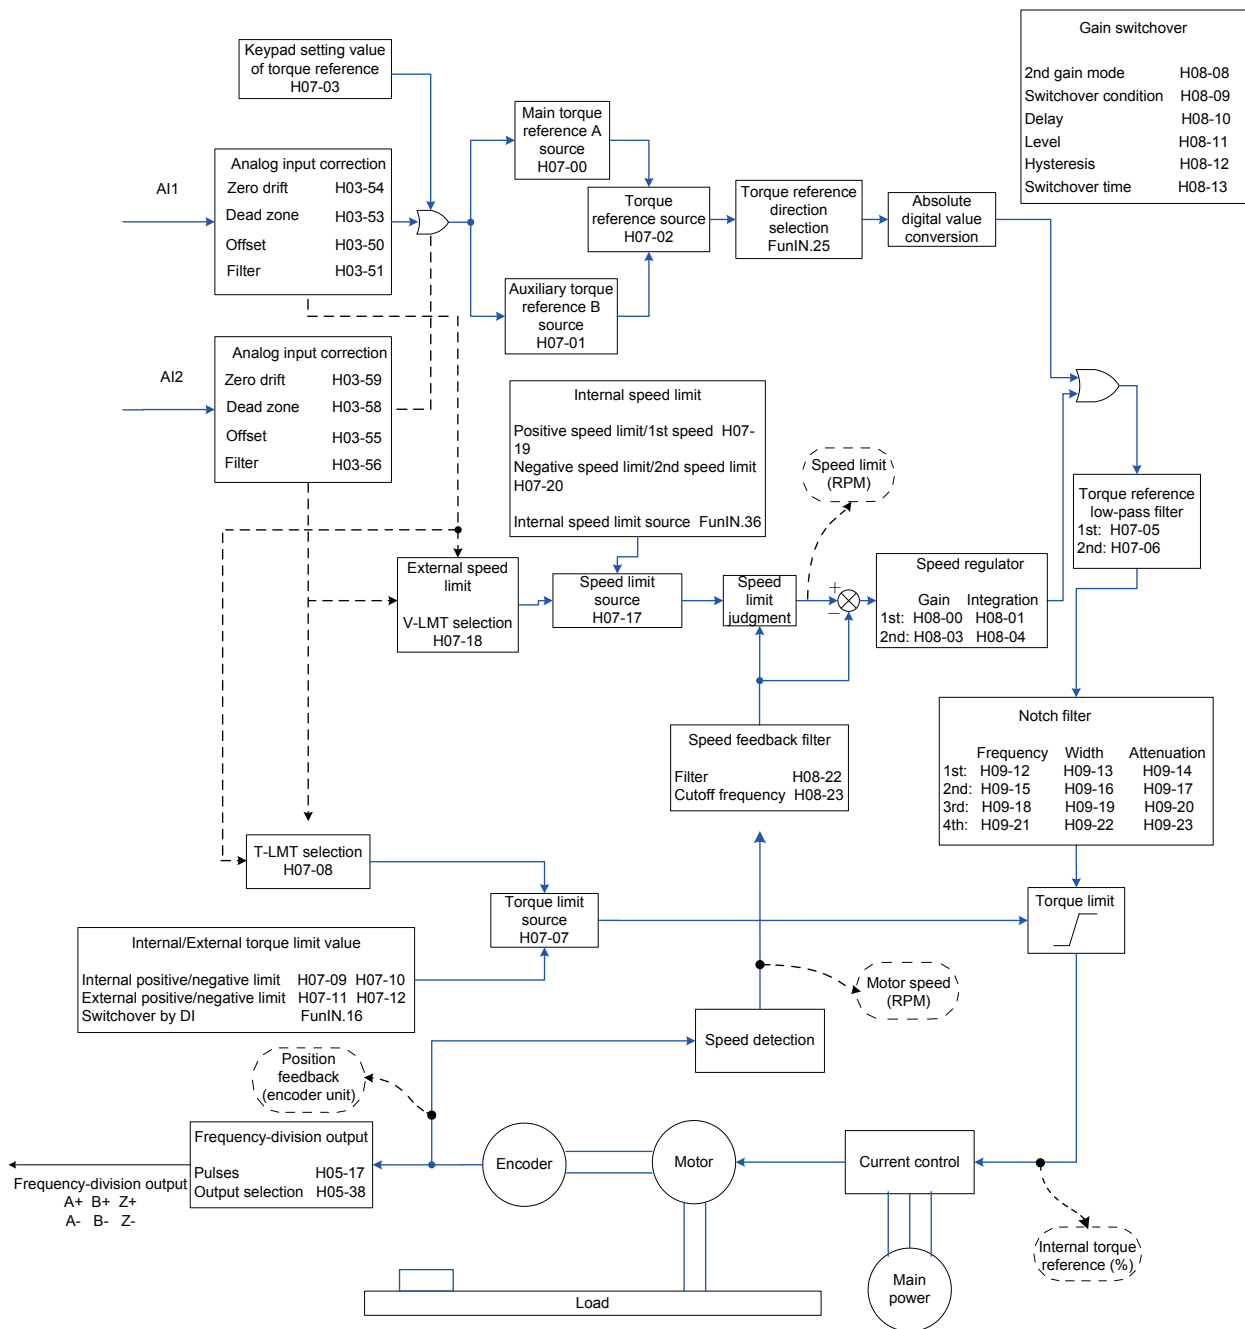 Gain switchover
2nd gain mode H08-08
Switchover condition H08-09
Delay H08-10
Level H08-11
Hysteresis H08-12
Switchover time H08-13
Keypad setting value
of torque reference
H07-03
AI1
Analog input correction
Zero drift H03-54
Dead zone H03-53
Offset H03-50
Filter H03-51
Main torque
reference A
source
H07-00
Torque
reference source
H07-02
Torque reference
direction
selection
FunIN.25
Absolute
digital value
conversion
Auxiliary torque
reference B
source
H07-01
AI2
Analog input correction
Zero drift H03-59
Dead zone H03-58
Offset H03-55
Filter H03-56
Internal speed limit
Positive speed limit/1st speed H07-
19
Negative speed limit/2nd speed limit
H07-20
Internal speed limit source FunIN.36
Speed limit
(RPM)
Torque reference
low-pass filter
1st: H07-05
2nd: H07-06
External speed
limit
V-LMT selection
H07-18
Speed limit
source
H07-17
Speed
limit
judgment
+
−
Speed regulator
Gain Integration
1st: H08-00 H08-01
2nd: H08-03 H08-04
Speed feedback filter
Filter H08-22
Cutoff frequency H08-23
Notch filter
Frequency Width Attenuation
1st: H09-12 H09-13 H09-14
2nd: H09-15 H09-16 H09-17
3rd: H09-18 H09-19 H09-20
4th: H09-21 H09-22 H09-23
T-LMT selection
H07-08
Torque limit
source
H07-07
Torque limit
Internal/External torque limit value
Internal positive/negative limit H07-09 H07-10
External positive/negative limit H07-11 H07-12
Switchover by DI FunIN.16
Motor speed
(RPM)
Speed detection
Position
feedback
(encoder unit)
Frequency-division output
Pulses H05-17
Output selection H05-38
Frequency-division output
A+ B+ Z+
A- B- Z-
Encoder
Motor
Current control
Internal torque
reference (%)
Main
power
Load